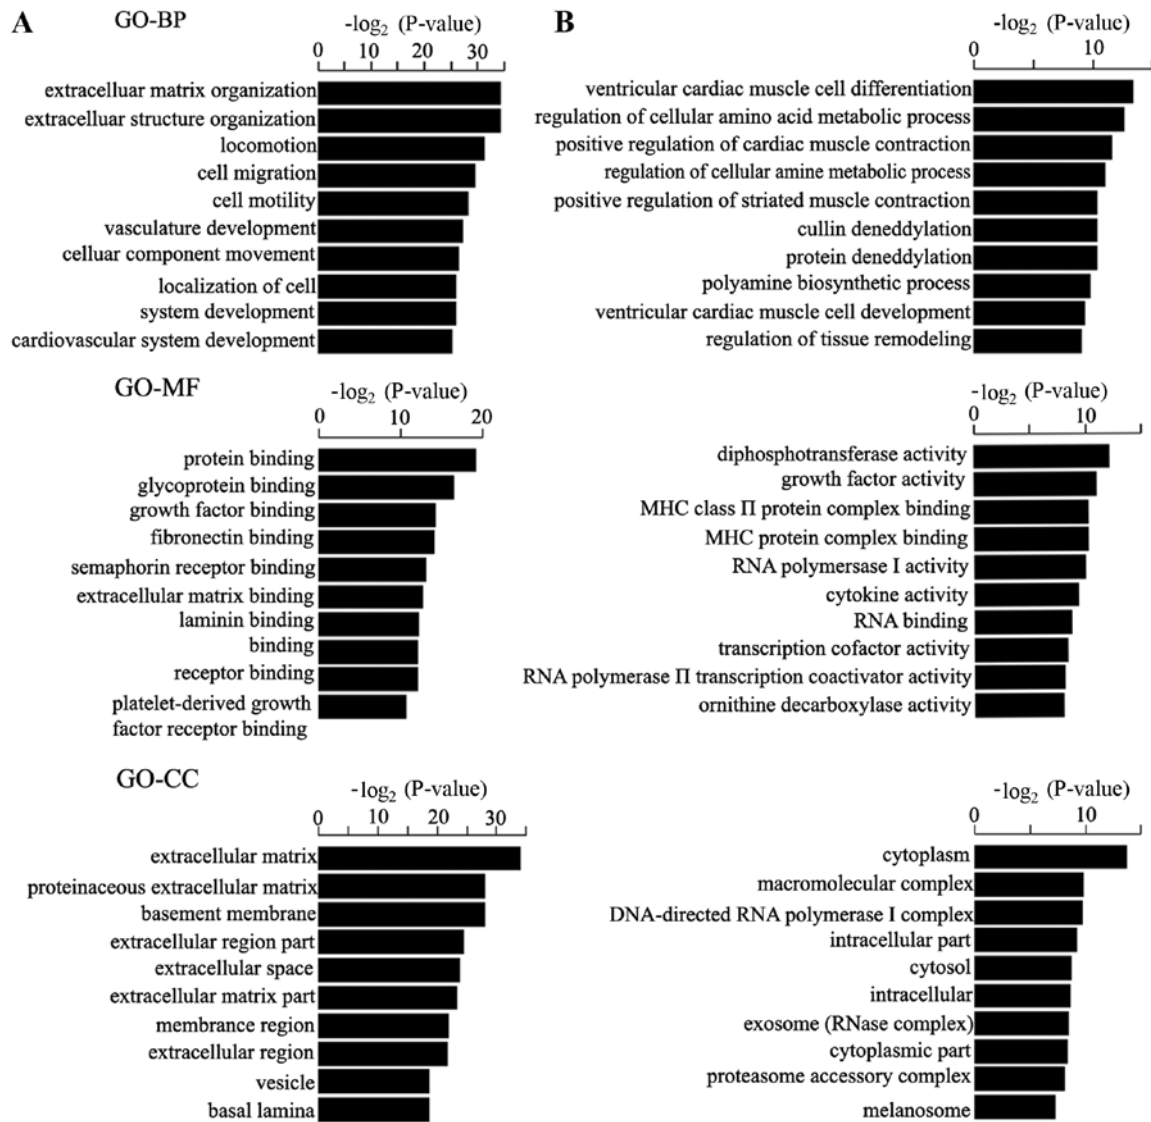 A
GO-BP
-log2 (P-value)
0 10 20 30
extracelluar matrix organization
extracelluar structure organization
locomotion
cell migration
cell motility
vasculature development
celluar component movement
localization of cell
system development
cardiovascular system development
GO-MF
-log2 (P-value)
0 10 20
protein binding
glycoprotein binding
growth factor binding
fibronectin binding
semaphorin receptor binding
extracellular matrix binding
laminin binding
binding
receptor binding
platelet-derived growth
factor receptor binding
GO-CC
-log2 (P-value)
0 10 20 30
extracellular matrix
proteinaceous extracellular matrix
basement membrane
extracellular region part
extracellular space
extracellular matrix part
membrance region
extracellular region
vesicle
basal lamina
B
-log2 (P-value)
0 10
ventricular cardiac muscle cell differentiation
regulation of cellular amino acid metabolic process
positive regulation of cardiac muscle contraction
regulation of cellular amine metabolic process
positive regulation of striated muscle contraction
cullin deneddylation
protein deneddylation
polyamine biosynthetic process
ventricular cardiac muscle cell development
regulation of tissue remodeling
-log2 (P-value)
0 10
diphosphotransferase activity
growth factor activity
MHC class Π protein complex binding
MHC protein complex binding
RNA polymersase I activity
cytokine activity
RNA binding
transcription cofactor activity
RNA polymerase Π transcription coactivator activity
ornithine decarboxylase activity
-log2 (P-value)
0 10
cytoplasm
macromolecular complex
DNA-directed RNA polymerase I complex
intracellular part
cytosol
intracellular
exosome (RNase complex)
cytoplasmic part
proteasome accessory complex
melanosome